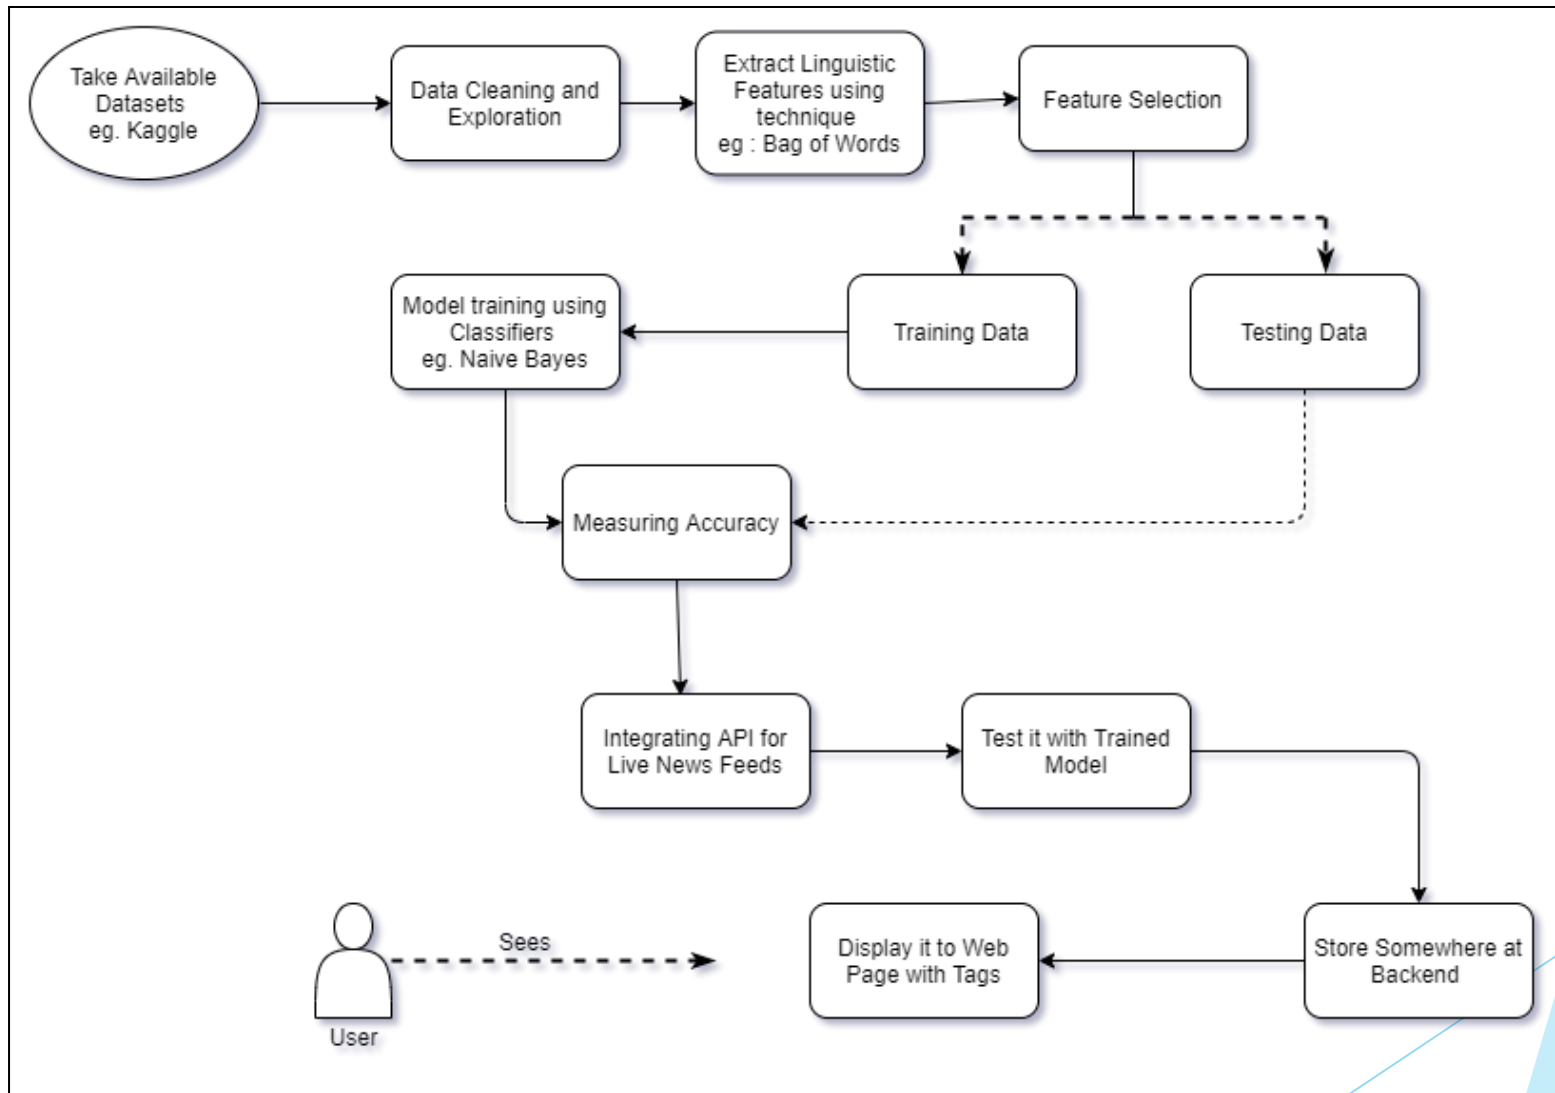 Take Available
Datasets
eg. Kaggle
Data Cleaning and
Exploration
Extract Linguistic
Features using
technique
eg : Bag of Words
Feature Selection
Model training using
Classifiers
eg. Naive Bayes
Training Data
Testing Data
Measuring Accuracy
Integrating API for
Live News Feeds
Test it with Trained
Model
Sees
User
Display it to Web
Page with Tags
Store Somewhere at
Backend